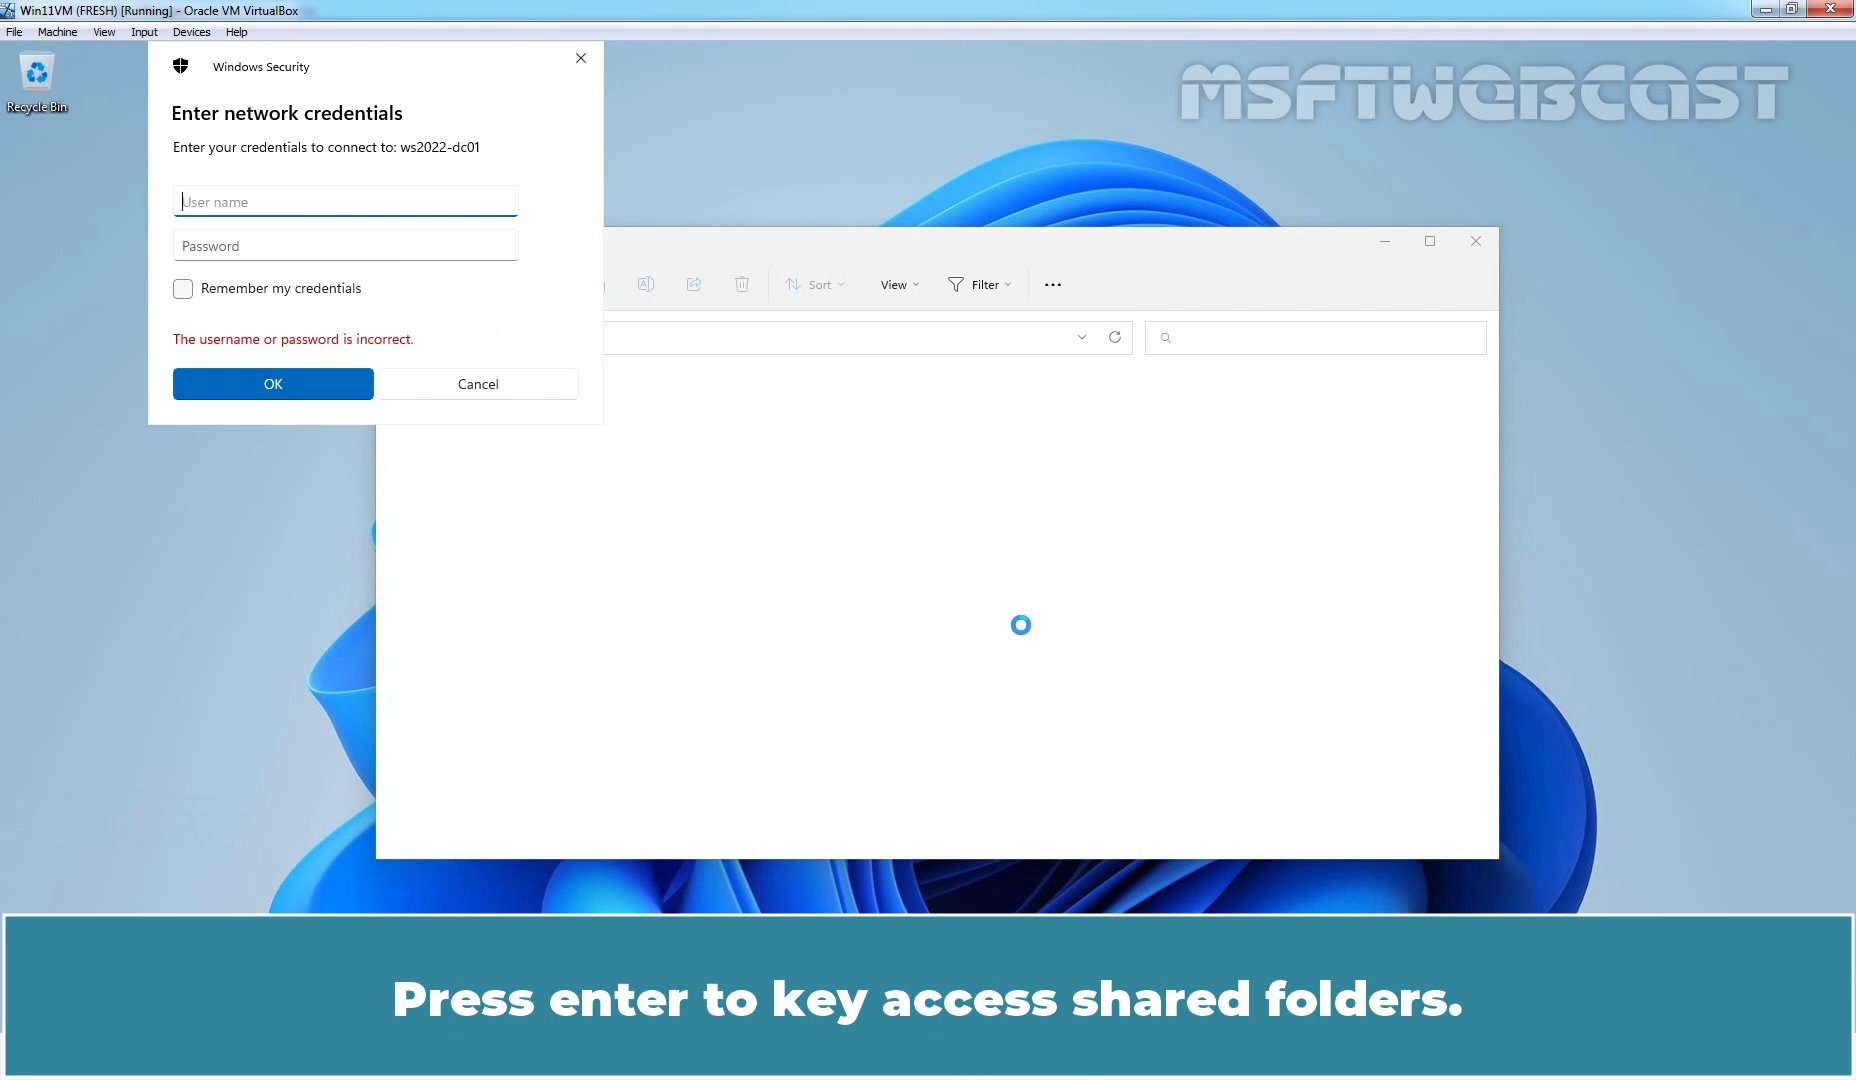 Win11VM (FRESH) [Running] - Oracle VM VirtualBox
File Machine View Input Devices Help
Recycle Bin
MSFTWEBCAST
Windows Security
Enter network credentials
Enter your credentials to connect to: ws2022-dc01
User name
Password
Remember my credentials
The username or password is incorrect.
OK Cancel
Sort View Filter
Press enter to key access shared folders.